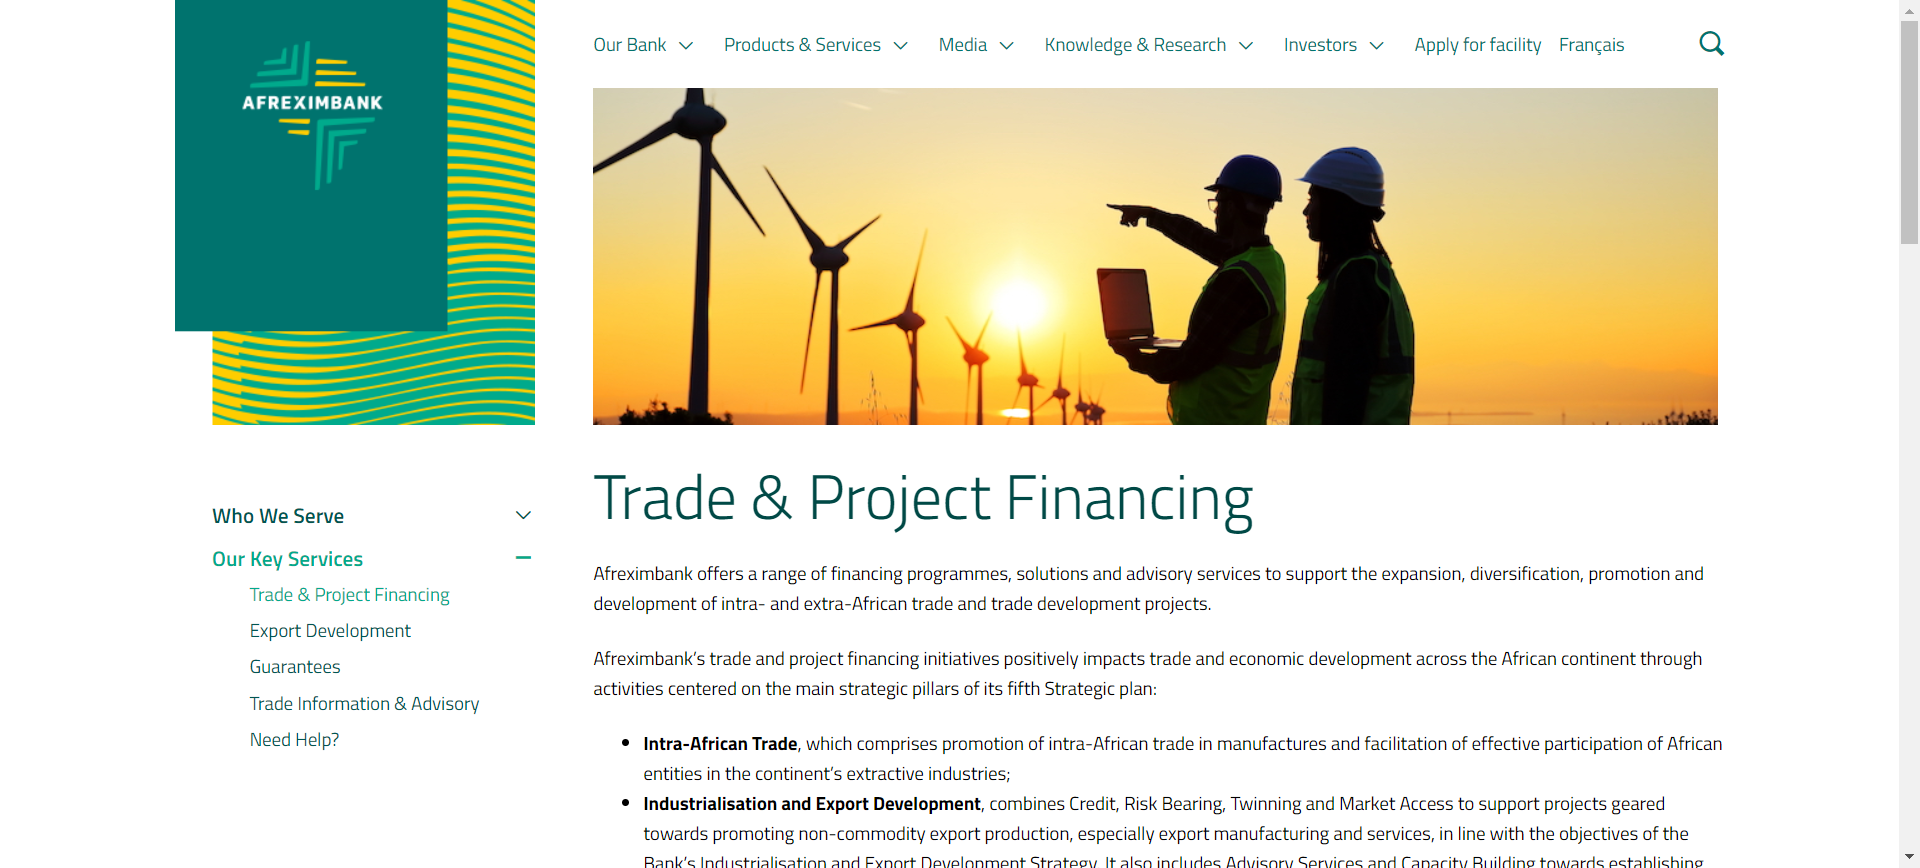 AFREXIMBANK
Our Bank
Products & Services
Media
Knowledge & Research
Investors
Apply for facility
Français
Who We Serve
Our Key Services
Trade & Project Financing
Export Development
Guarantees
Trade Information & Advisory
Need Help?
Trade & Project Financing
Afreximbank offers a range of financing programmes, solutions and advisory services to support the expansion, diversification, promotion and
development of intra- and extra-African trade and trade development projects.
Afreximbank’s trade and project financing initiatives positively impacts trade and economic development across the African continent through
activities centered on the main strategic pillars of its fifth Strategic plan:
Intra-African Trade, which comprises promotion of intra-African trade in manufactures and facilitation of effective participation of African
entities in the continent’s extractive industries;
Industrialisation and Export Development, combines Credit, Risk Bearing, Twinning and Market Access to support projects geared
towards promoting non-commodity export production, especially export manufacturing and services, in line with the objectives of the
Bank’s Industrialisation and Export Development Strategy. It also includes Advisory Services and Capacity Building towards establishing